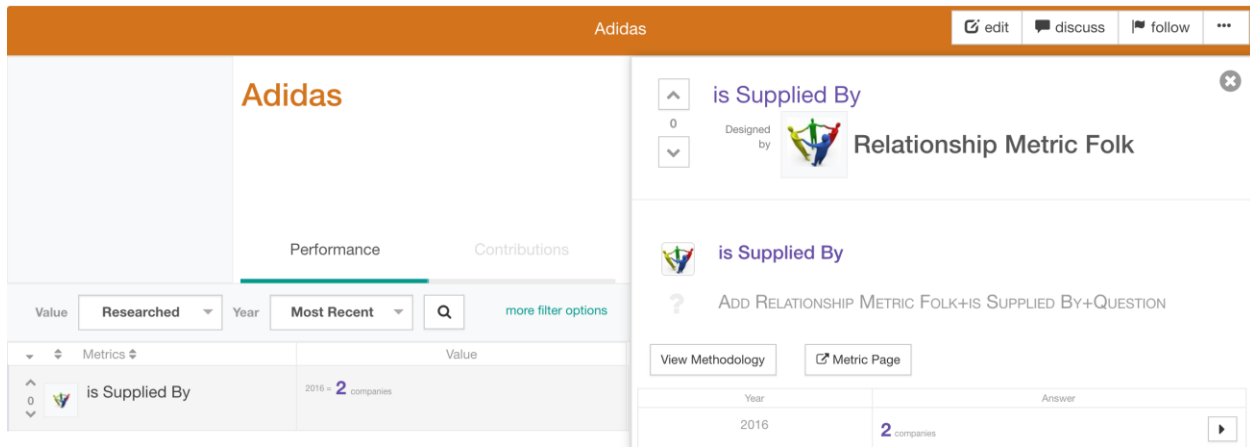 Adidas
edit
discuss
follow
•••
Adidas
Performance
Contributions
Value Researched Year Most Recent more filter options
Metrics Value
0 is Supplied By 2016 = 2 companies
is Supplied By
0
Designed by
Relationship Metric Folk
is Supplied By
? ADD RELATIONSHIP METRIC FOLK+IS SUPPLIED BY+QUESTION
View Methodology Metric Page
Year Answer
2016 2 companies